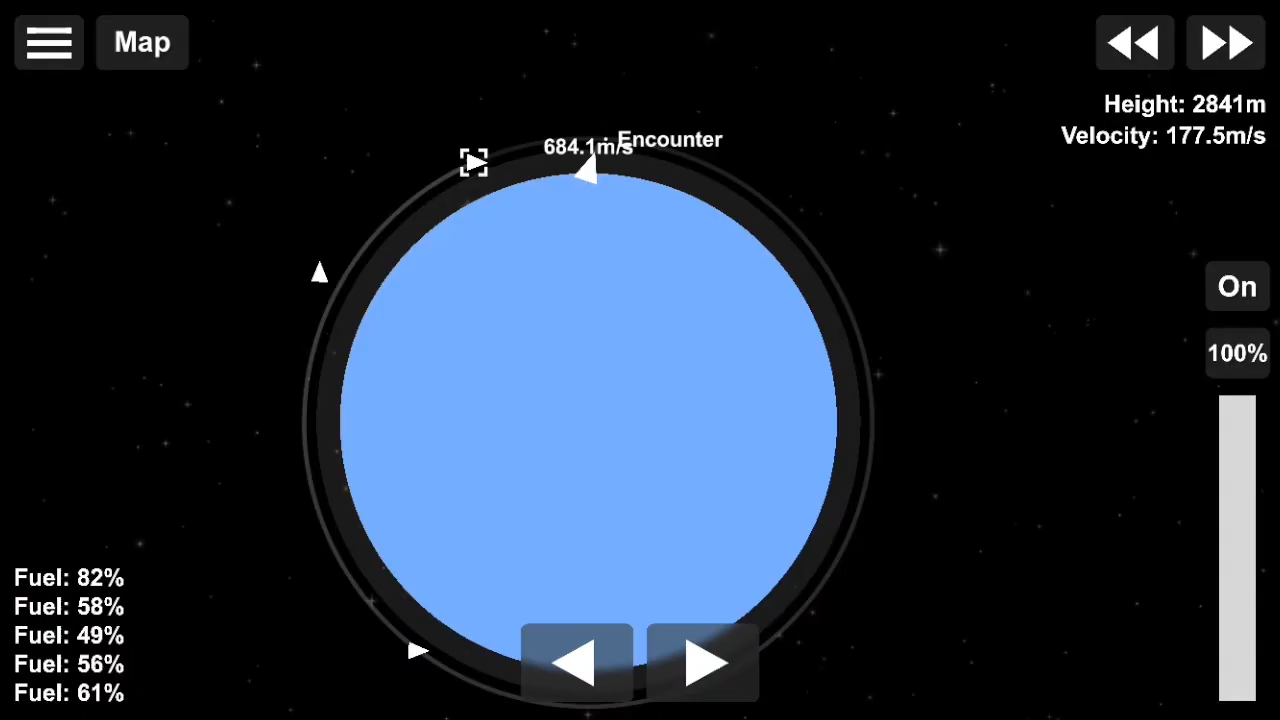 Map
Height: 2841m
Velocity: 177.5m/s
684.1m/s
Encounter
On
100%
Fuel: 82%
Fuel: 58%
Fuel: 49%
Fuel: 56%
Fuel: 61%